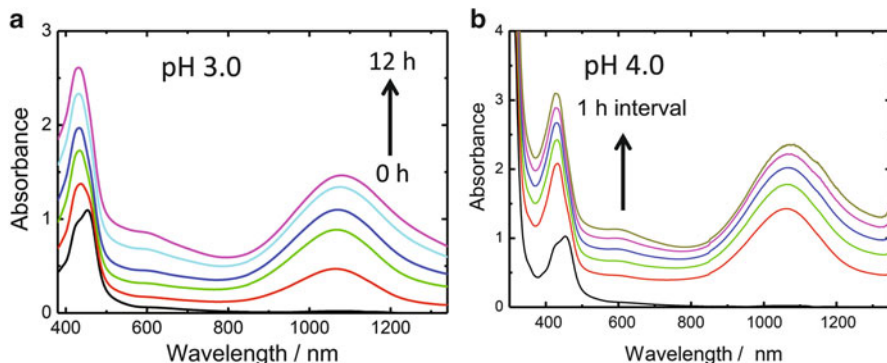 a
3
2
1
0
Absorbance
pH 3.0
12 h
0 h
400 600 800 1000 1200
Wavelength / nm
b
4
3
2
1
0
Absorbance
pH 4.0
1 h interval
400 600 800 1000 1200
Wavelength / nm